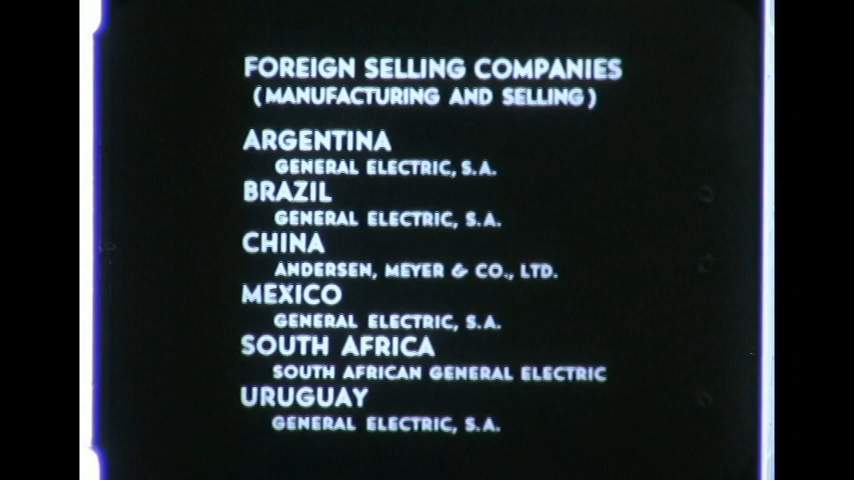 FOREIGN SELLING COMPANIES
(MANUFACTURING AND SELLING)
ARGENTINA
GENERAL ELECTRIC, S.A.
BRAZIL
GENERAL ELECTRIC, S.A.
CHINA
ANDERSEN, MEYER & CO., LTD.
MEXICO
GENERAL ELECTRIC, S.A.
SOUTH AFRICA
SOUTH AFRICAN GENERAL ELECTRIC
URUGUAY
GENERAL ELECTRIC, S.A.